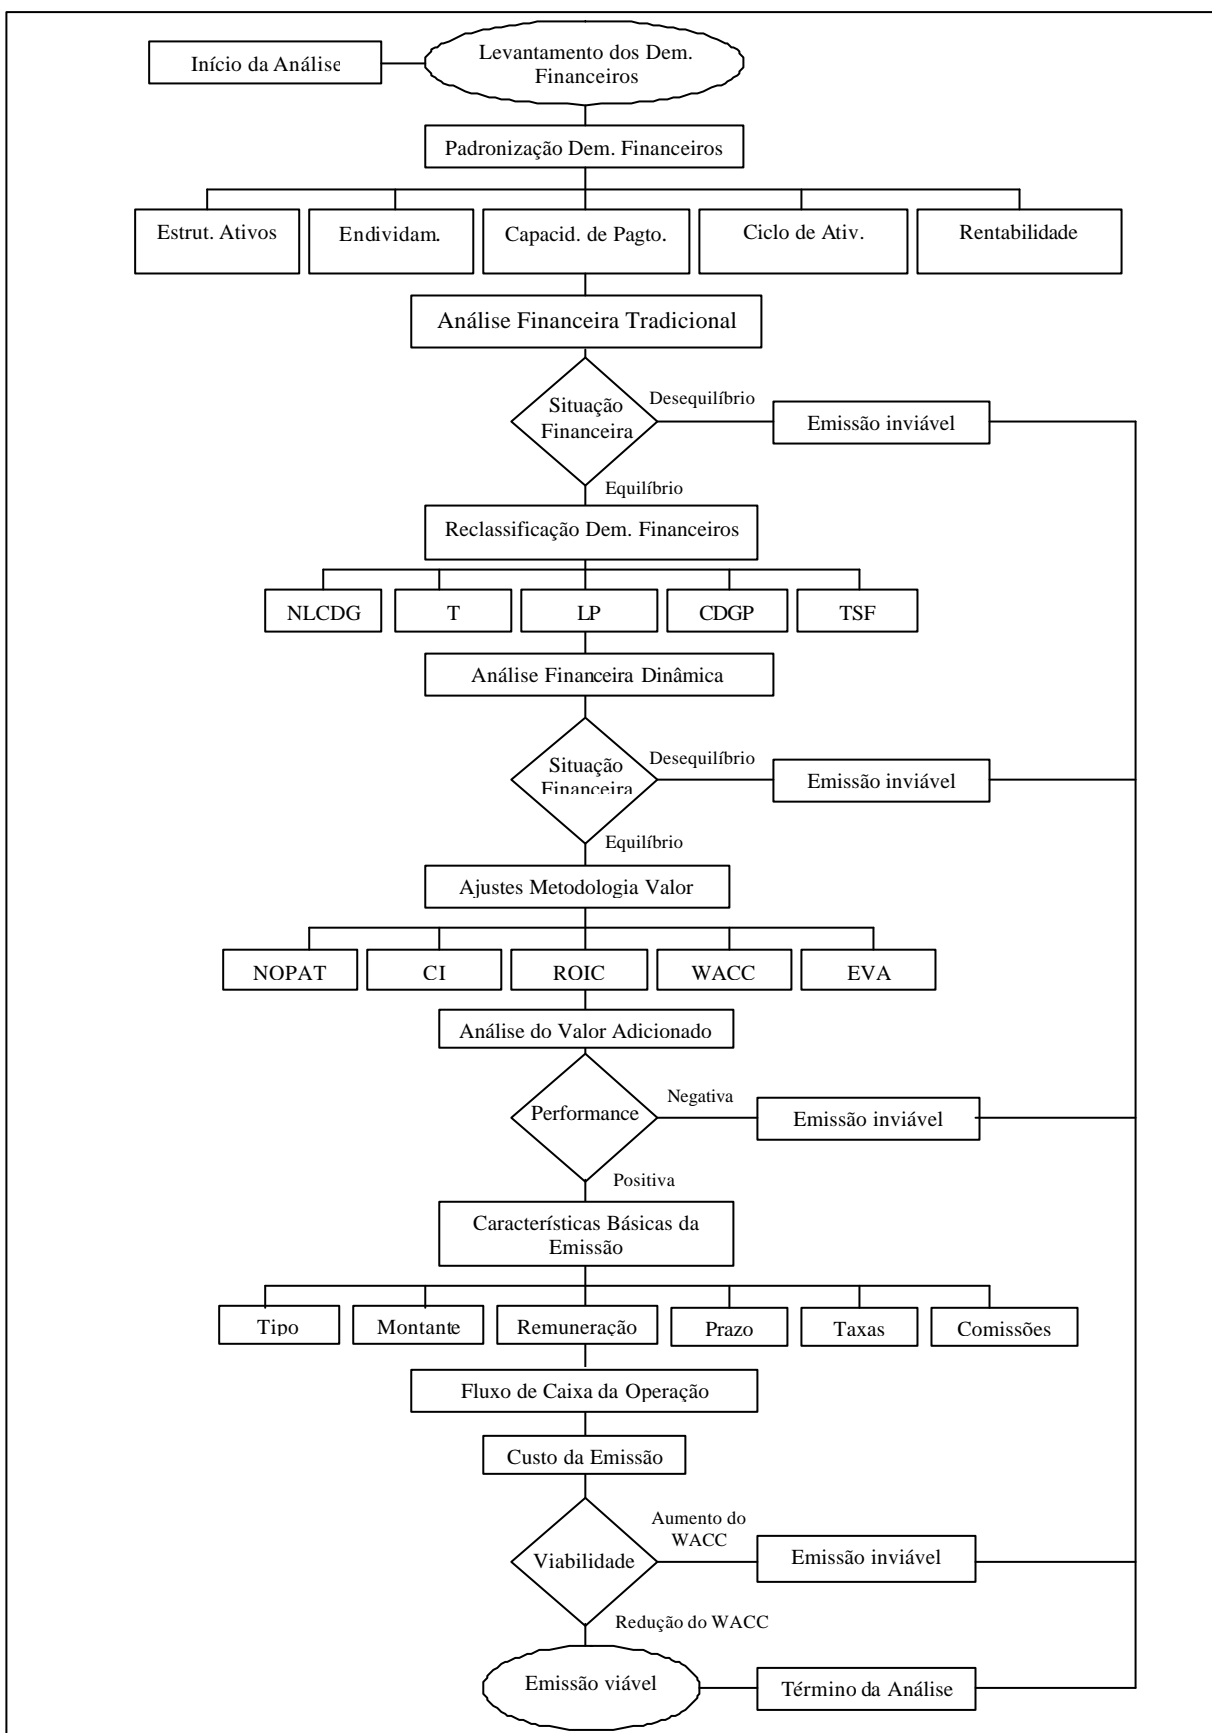 Início da Análise
Levantamento dos Dem.
Financeiros
Padronização Dem. Financeiros
Estrut. Ativos
Endividam.
Capacid. de Pagto.
Ciclo de Ativ.
Rentabilidade
Análise Financeira Tradicional
Situação
Financeira
Desequilíbrio
Emissão inviável
Equilíbrio
Reclassificação Dem. Financeiros
NLCDG
T
LP
CDGP
TSF
Análise Financeira Dinâmica
Situação
Financeira
Desequilíbrio
Emissão inviável
Equilíbrio
Ajustes Metodologia Valor
NOPAT
CI
ROIC
WACC
EVA
Análise do Valor Adicionado
Performance
Negativa
Emissão inviável
Positiva
Características Básicas da
Emissão
Tipo
Montante
Remuneração
Prazo
Taxas
Comissões
Fluxo de Caixa da Operação
Custo da Emissão
Viabilidade
Aumento do
WACC
Emissão inviável
Redução do WACC
Emissão viável
Término da Análise